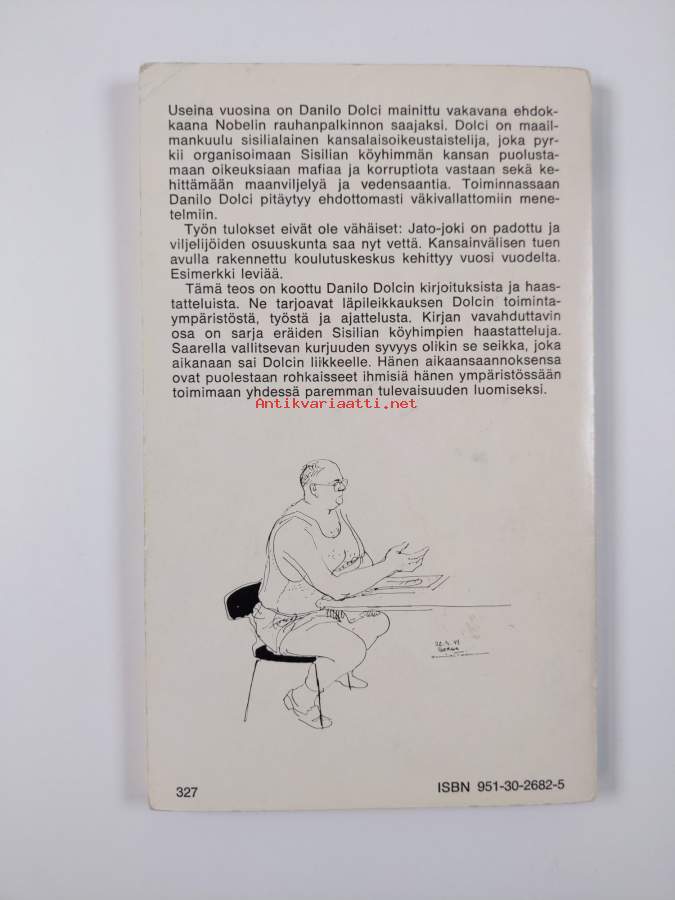 Useina vuosina on Danilo Dolci mainittu vakavana ehdok-
kaana Nobelin rauhanpalkinnon saajaksi. Dolci on maail-
mankuulu sisilialainen kansalaisoikeustaistelija, joka pyr-
kii organisoimaan Sisilian köyhimmän kansan puolusta-
maan oikeuksiaan mafiaa ja korruptiota vastaan sekä ke-
hittämään maanviljelyä ja vedensaantia. Toiminnassaan
Danilo Dolci pitäytyy ehdottomasti väkivallattomiin mene-
telmiin.
Työn tulokset eivät ole vähäiset: Jato-joki on padottu ja
viljelijöiden osuuskunta saa nyt vettä. Kansainvälisen tuen
avulla rakennettu koulutuskeskus kehittyy vuosi vuodelta.
Esimerkki leviää.
Tämä teos on koottu Danilo Dolcin kirjoituksista ja haas-
tatteluista. Ne tarjoavat läpileikkauksen Dolcin toiminta-
ympäristöstä, työstä ja ajattelusta. Kirjan vavahduttavin
osa on sarja eräiden Sisilian köyhimpien haastatteluja.
Saarella vallitsevan kurjuuden syvyys olikin se seikka, joka
aikanaan sai Dolcin liikkeelle. Hänen aikaansaannoksensa
ovat puolestaan rohkaisseet ihmisiä hänen ympäristössään
toimimaan yhdessä paremman tulevaisuuden luomiseksi.
Antikvariaatti.net
327
ISBN 951-30-2682-5